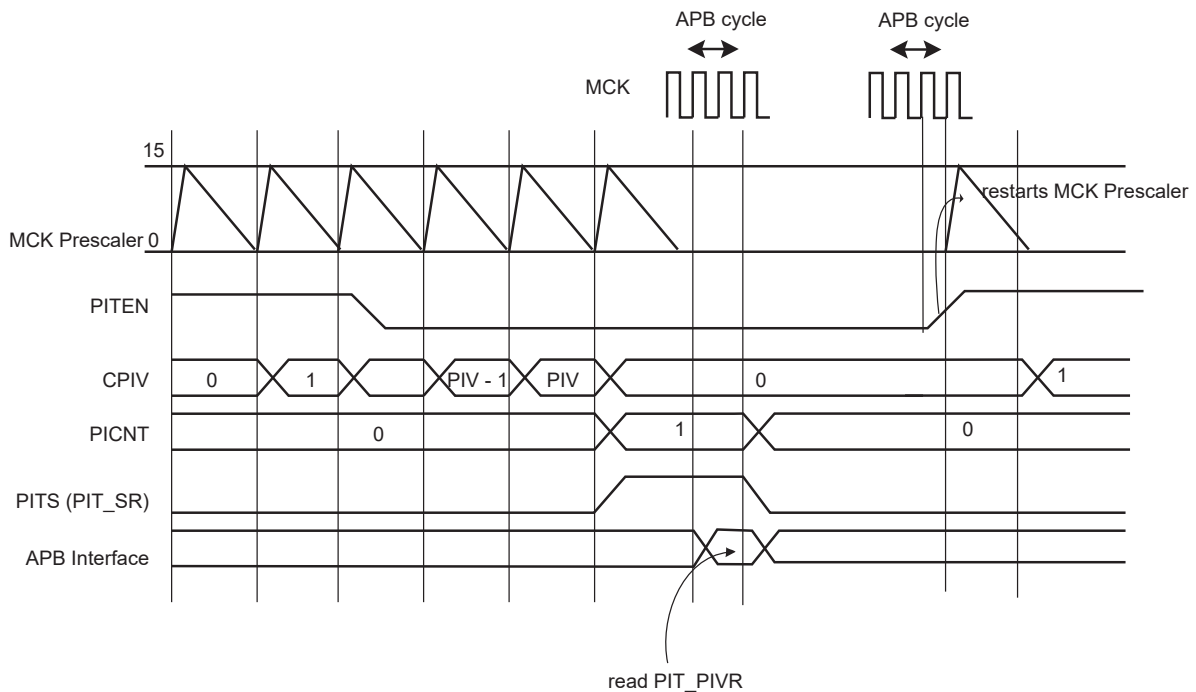 APB cycle APB cycle
MCK
15
restarts MCK Prescaler
MCK Prescaler 0
PITEN
CPIV 0 1 PIV - 1 PIV 0 1
PICNT 0 1 0
PITS (PIT_SR)
APB Interface
read PIT_PIVR